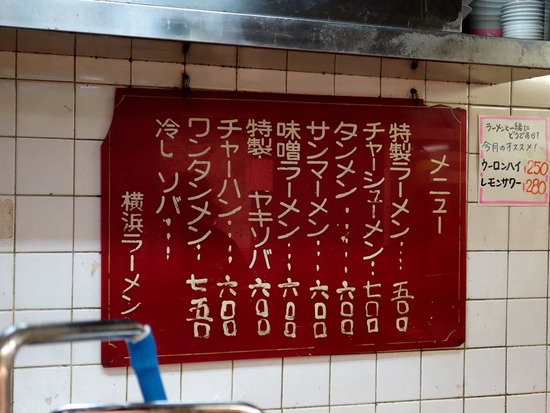 メニュー
特製ラーメン… 五〇〇
チャーシューメン… 七〇〇
タンメン…… 六〇〇
サンマーメン… 六〇〇
味噌ラーメン… 六〇〇
特製 ヤキソバ 六〇〇
チャーハン… 六〇〇
ワンタンメン… 七五〇
冷し ソバ…
横浜ラーメン
ラーメンと一緒に
どうですか?
今月のオススメ!
ウーロンハイ ¥250
レモンサワー ¥280